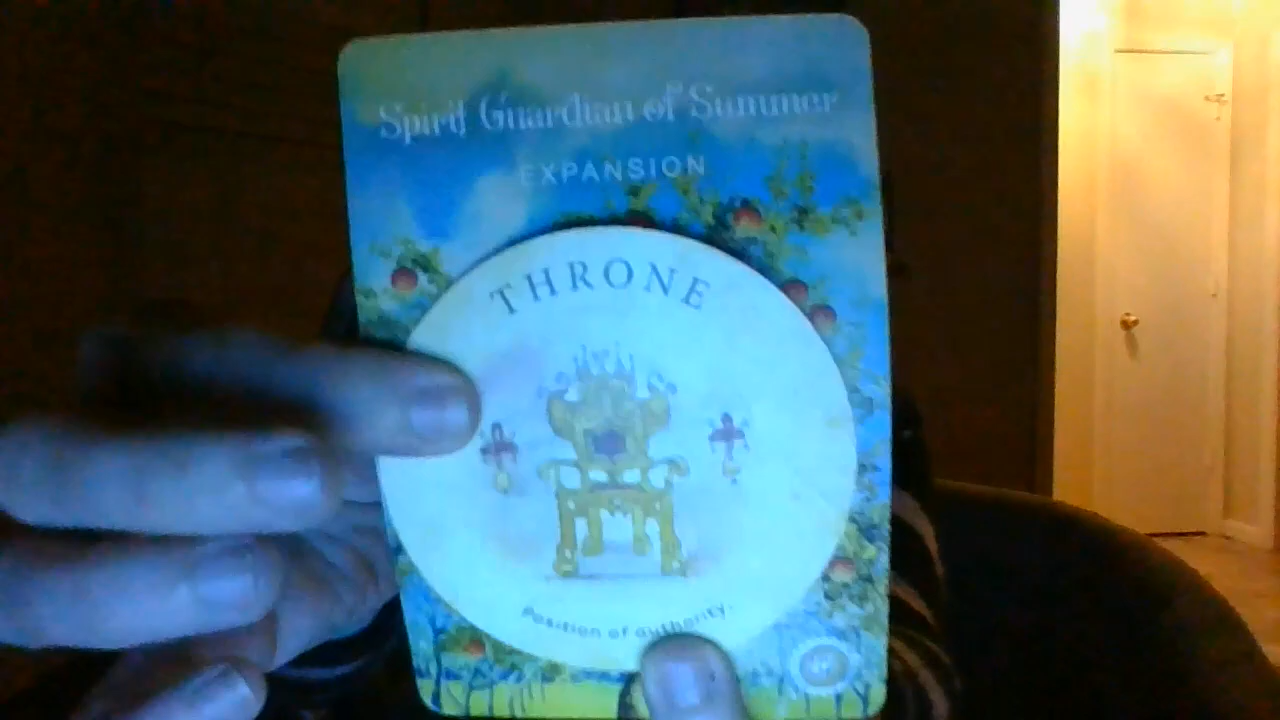 Spirit Guardian of Summer
EXPANSION
THRONE
Position of authority.